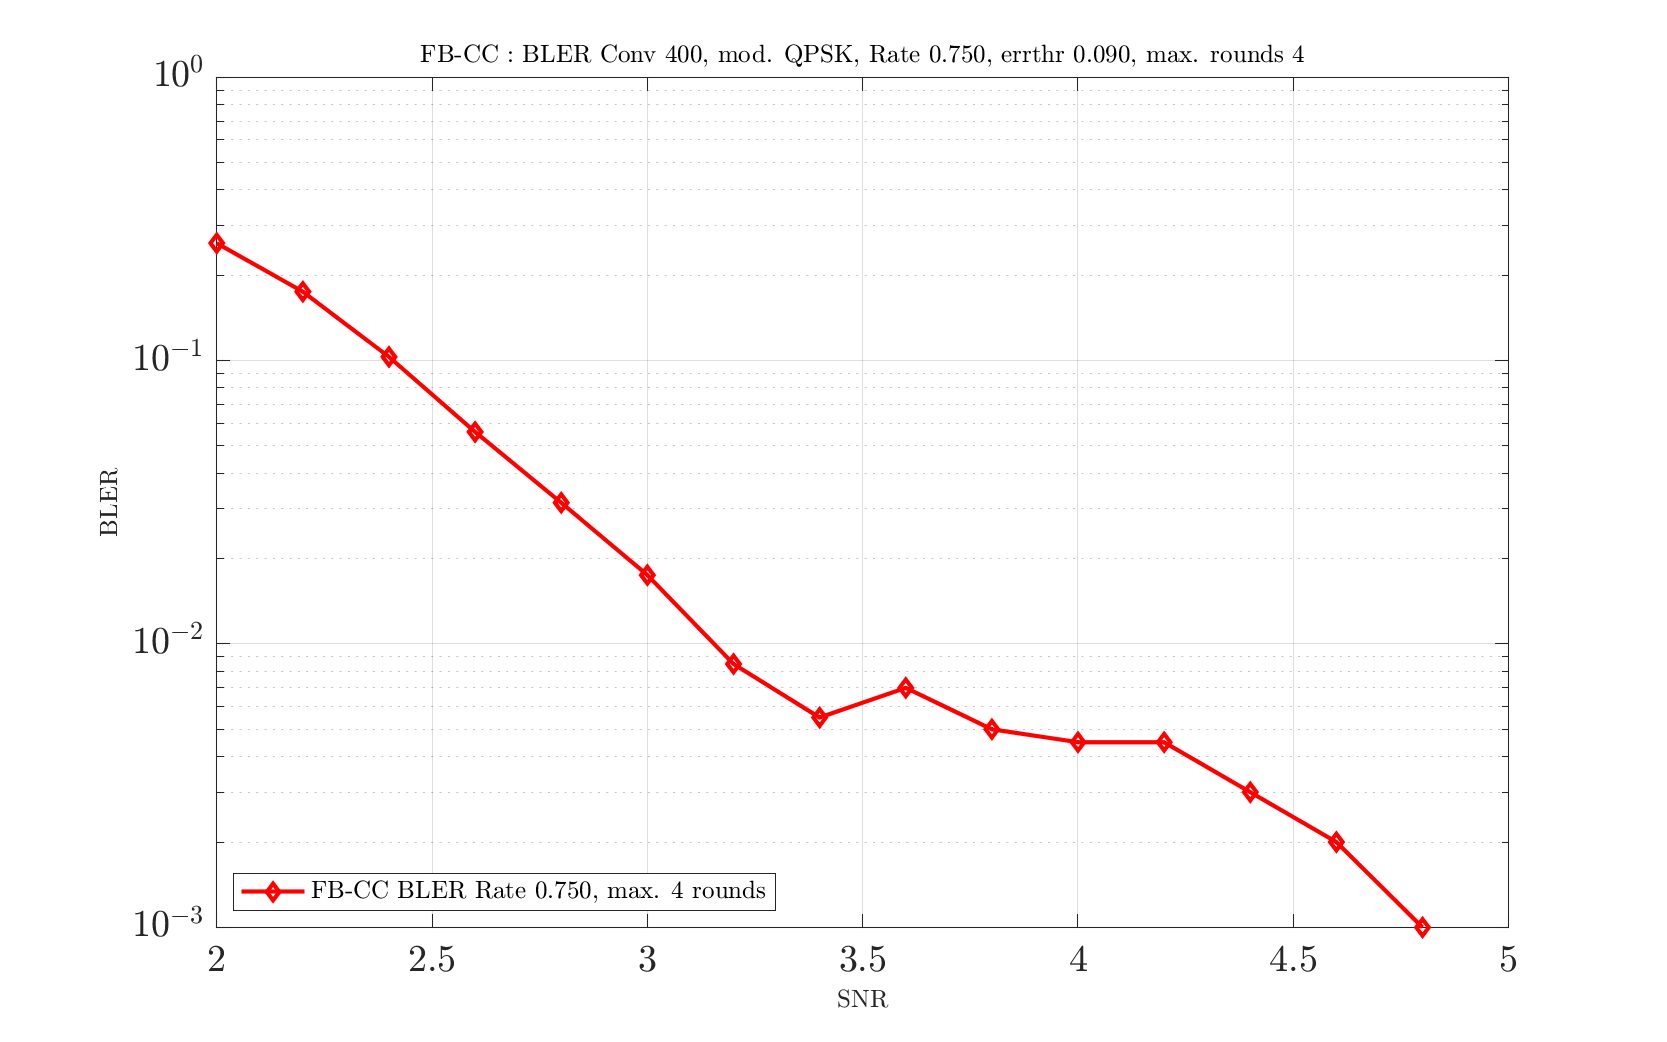 FB-CC : BLER Conv 400, mod. QPSK, Rate 0.750, errthr 0.090, max. rounds 4
10^0
10^{-1}
10^{-2}
10^{-3}
BLER
FB-CC BLER Rate 0.750, max. 4 rounds
2 2.5 3 3.5 4 4.5 5
SNR